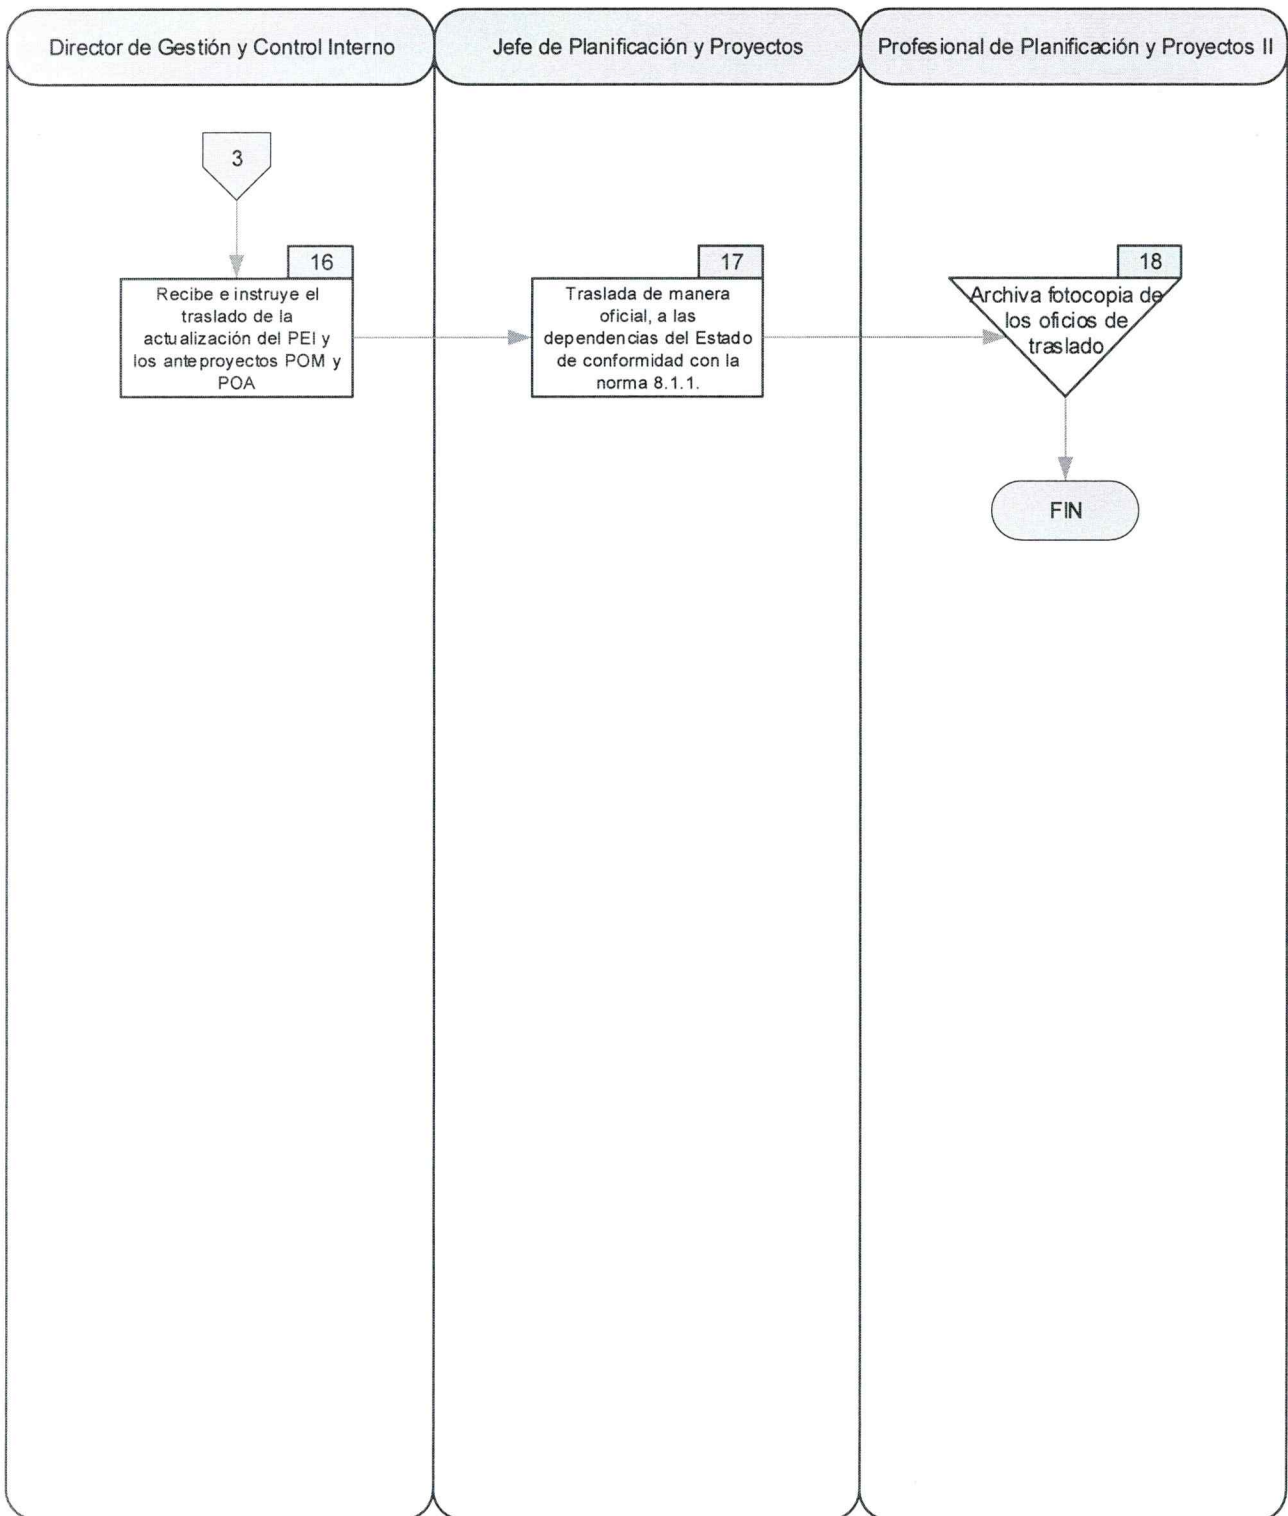 Director de Gestión y Control Interno
Jefe de Planificación y Proyectos
Profesional de Planificación y Proyectos II
3
16
Recibe e instruye el
traslado de la
actualización del PEI y
los anteproyectos POM y
POA
17
Traslada de manera
oficial, a las
dependencias del Estado
de conformidad con la
norma 8.1.1.
18
Archiva fotocopia de
los oficios de
traslado
FIN